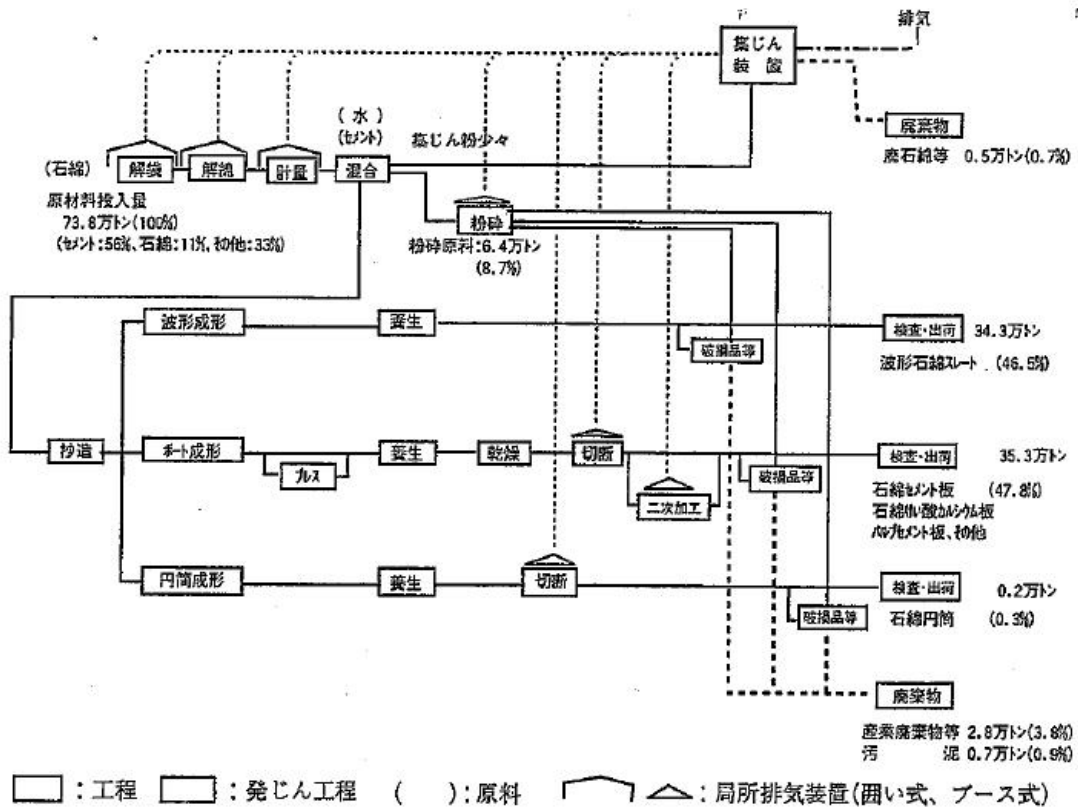 排気
集じん
装置
廃棄物
廃石綿等 0.5万トン(0.7%)
(水)
(セメント)
集じん粉少々
(石綿)
解袋
解綿
計量
混合
原材料投入量
73.8万トン(100%)
(セメント:56%、石綿:11%、その他:33%)
粉砕
粉砕原料:6.4万トン
(8.7%)
波形成形
養生
破損品等
検査・出荷
34.3万トン
波形石綿スレート (46.5%)
抄造
ボート成形
プレス
養生
乾燥
切断
二次加工
破損品等
検査・出荷
35.3万トン
石綿セメント板 (47.8%)
石綿けい酸カルシウム板
パルプセメント板、その他
円筒成形
養生
切断
破損品等
検査・出荷
0.2万トン
石綿円筒 (0.3%)
廃棄物
産業廃棄物等 2.8万トン(3.8%)
汚泥 0.7万トン(0.9%)
:工程 :発じん工程 ( ):原料 :局所排気装置(囲い式、ブース式)